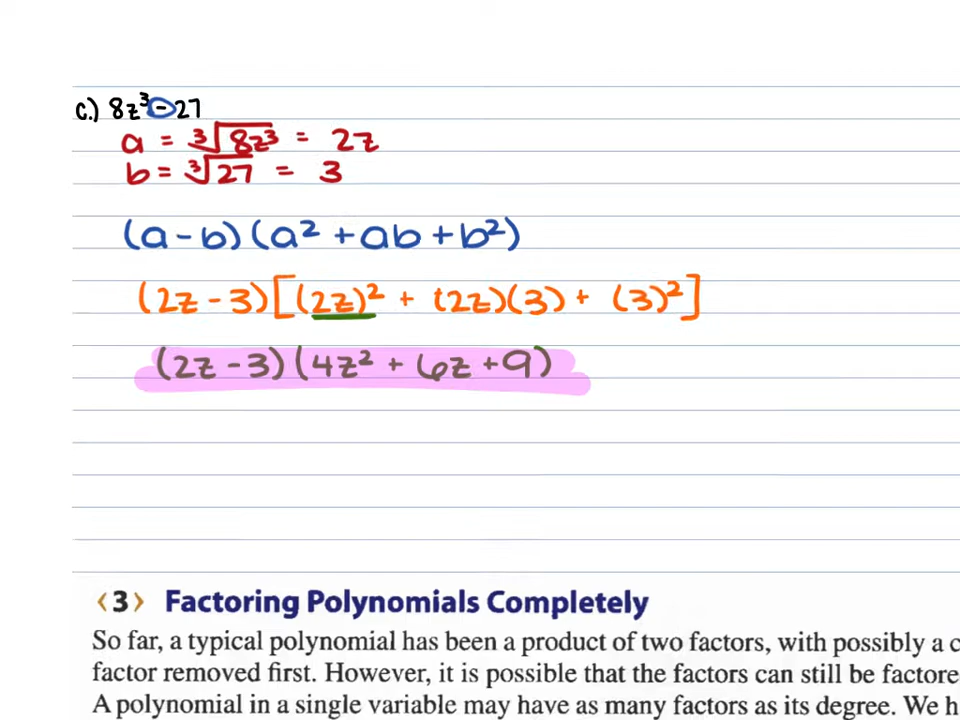 c.) 8z³ - 27
a = ³√8z³ = 2z
b = ³√27 = 3
(a - b)(a² + ab + b²)
(2z - 3)[(2z)² + (2z)(3) + (3)²]
(2z - 3)(4z² + 6z + 9)
‹3› Factoring Polynomials Completely
So far, a typical polynomial has been a product of two factors, with possibly a c
factor removed first. However, it is possible that the factors can still be factore
A polynomial in a single variable may have as many factors as its degree. We h